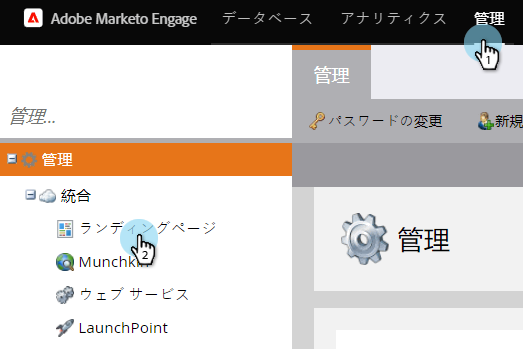 Adobe Marketo Engage データベース アナリティクス 管理
1
管理
管理...
パスワードの変更 新規
管理
統合
ランディングページ
2
Munchkin
ウェブ サービス
LaunchPoint
管理